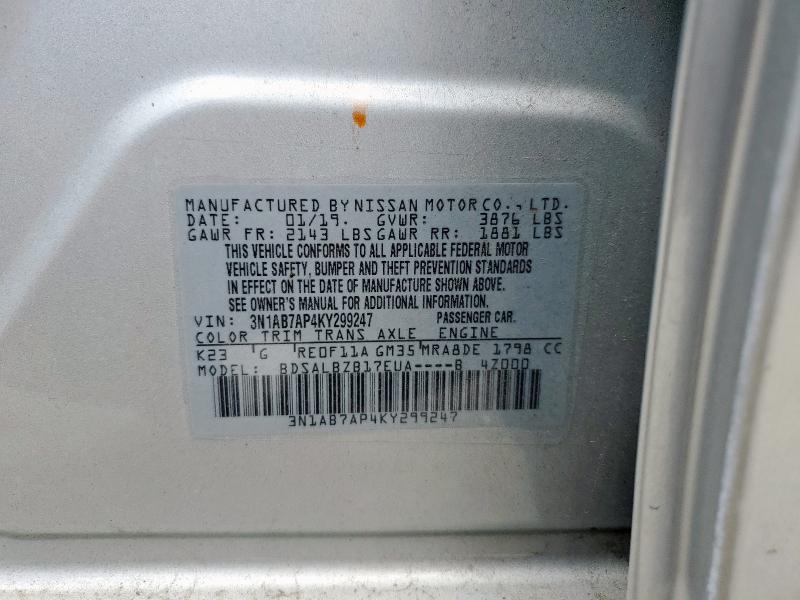 MANUFACTURED BY NISSAN MOTOR CO., LTD.
DATE: 01/19. GVWR: 3876 LBS
GAWR FR: 2143 LBS GAWR RR: 1881 LBS
THIS VEHICLE CONFORMS TO ALL APPLICABLE FEDERAL MOTOR
VEHICLE SAFETY, BUMPER AND THEFT PREVENTION STANDARDS
IN EFFECT ON THE DATE OF MANUFACTURE SHOWN ABOVE.
SEE OWNER'S MANUAL FOR ADDITIONAL INFORMATION.
VIN: 3N1AB7AP4KY299247 PASSENGER CAR.
COLOR TRIM TRANS AXLE ENGINE
K23 G RE0F11A GM35 MRA8DE 1798 CC
MODEL: BDSALBZB17EUA----B 4Z000
3N1AB7AP4KY299247